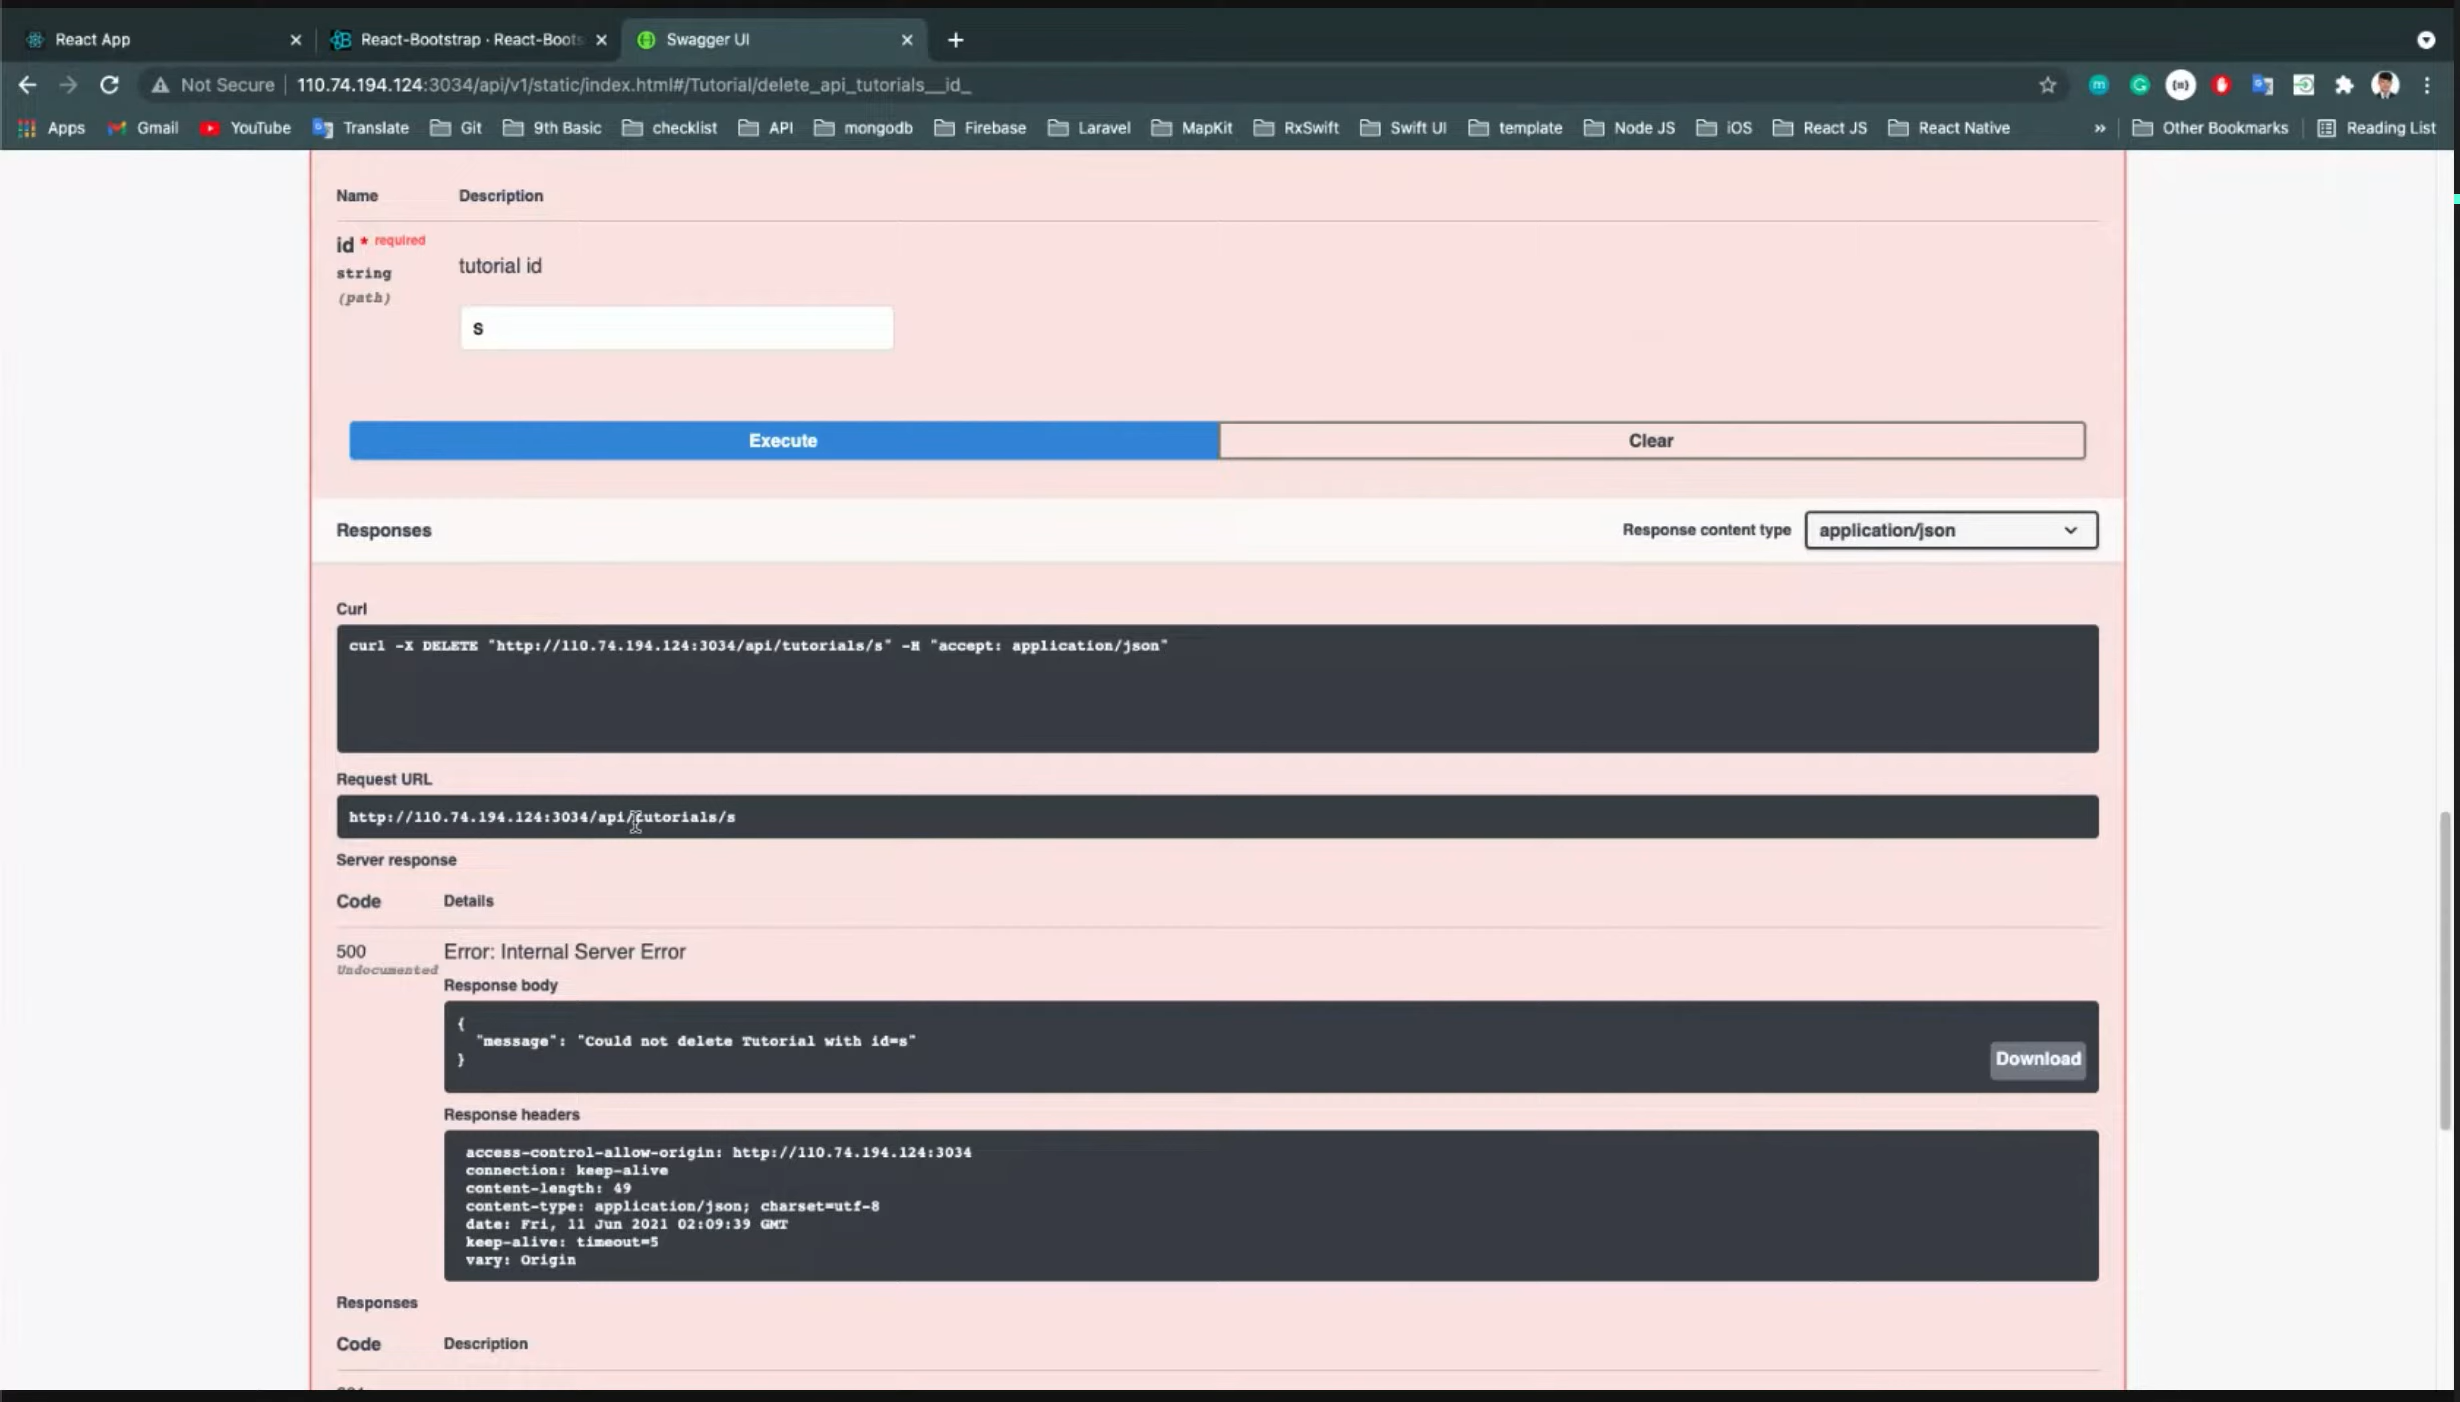 React App
React-Bootstrap · React-Boots
Swagger UI
Not Secure
110.74.194.124:3034/api/v1/static/index.html#/Tutorial/delete_api_tutorials__id_
Apps
Gmail
YouTube
Translate
Git
9th Basic
checklist
API
mongodb
Firebase
Laravel
MapKit
RxSwift
Swift UI
template
Node JS
iOS
React JS
React Native
»
Other Bookmarks
Reading List
Name Description
id * required
string
(path)
tutorial id
s
Execute
Clear
Responses
Response content type
application/json
Curl
curl -X DELETE "http://110.74.194.124:3034/api/tutorials/s" -H "accept: application/json"
Request URL
http://110.74.194.124:3034/api/tutorials/s
Server response
Code Details
500
Undocumented
Error: Internal Server Error
Response body
{
"message": "Could not delete Tutorial with id=s"
}
Download
Response headers
access-control-allow-origin: http://110.74.194.124:3034
connection: keep-alive
content-length: 49
content-type: application/json; charset=utf-8
date: Fri, 11 Jun 2021 02:09:39 GMT
keep-alive: timeout=5
vary: Origin
Responses
Code Description